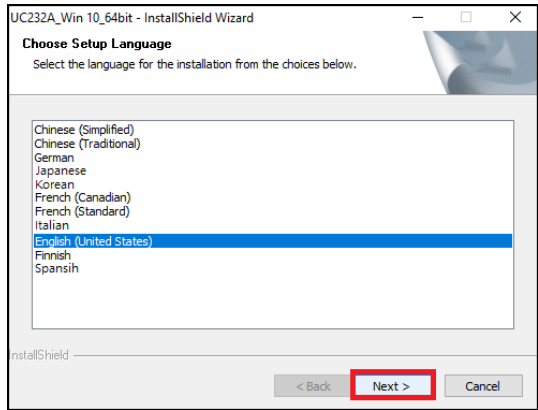 UC232A_Win 10_64bit - InstallShield Wizard
Choose Setup Language
Select the language for the installation from the choices below.
Chinese (Simplified)
Chinese (Traditional)
German
Japanese
Korean
French (Canadian)
French (Standard)
Italian
English (United States)
Finnish
Spansih
InstallShield
< Back Next > Cancel